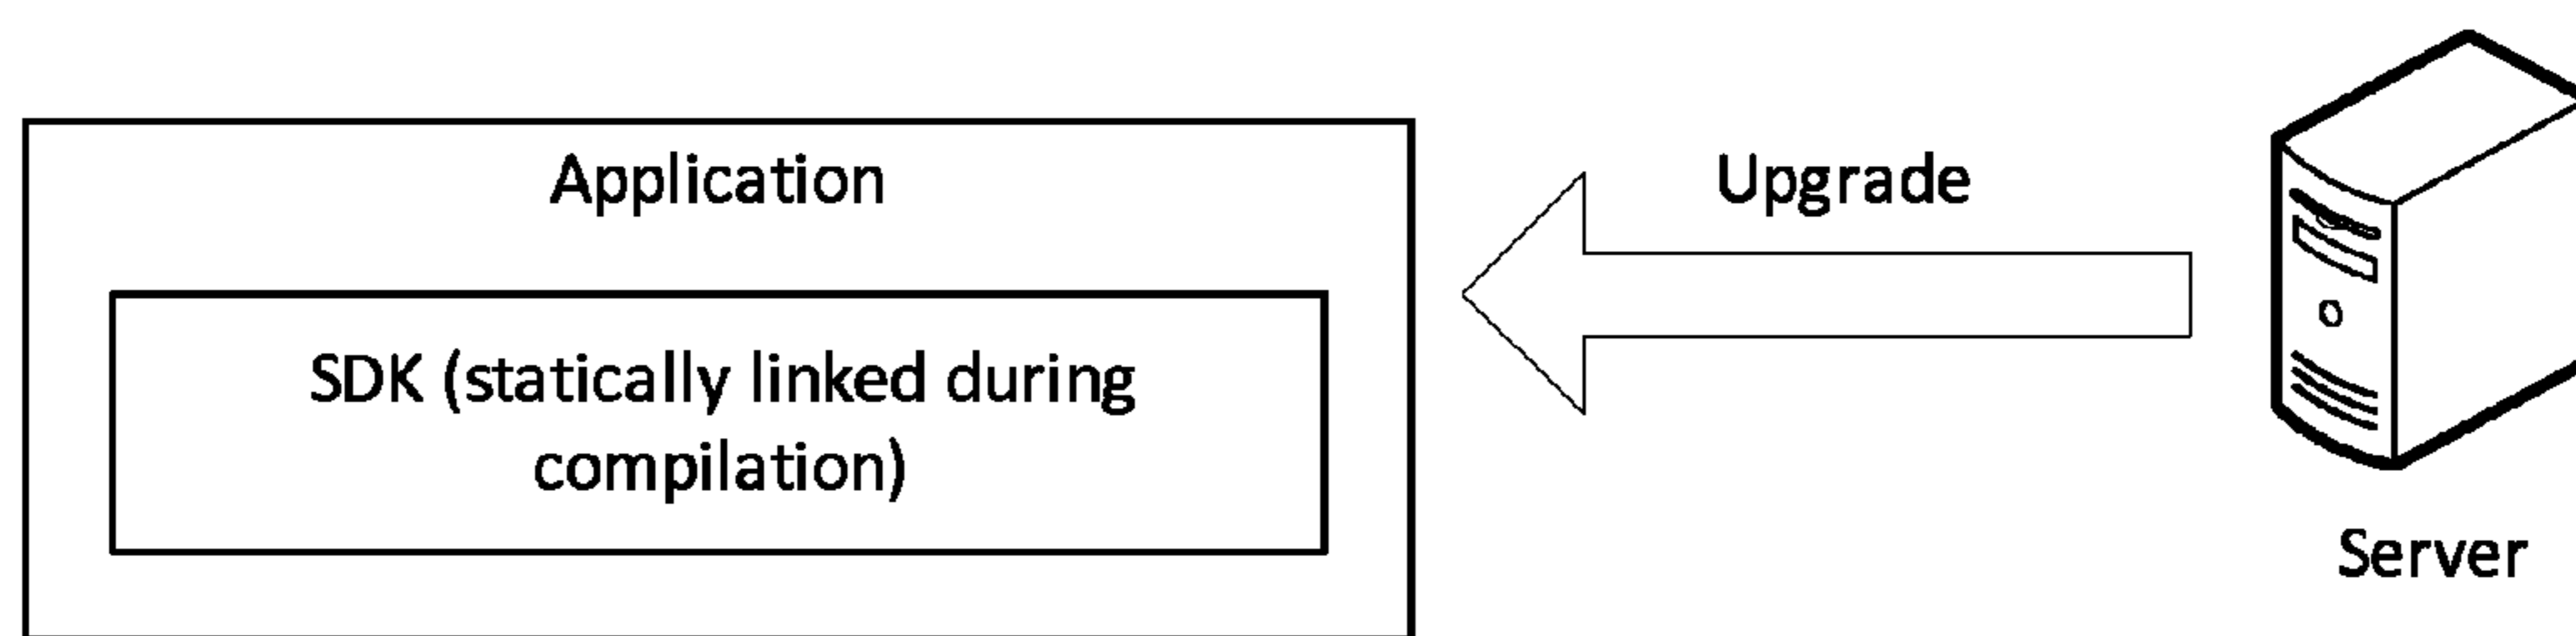 Application
Upgrade
SDK (statically linked during
compilation)
Server